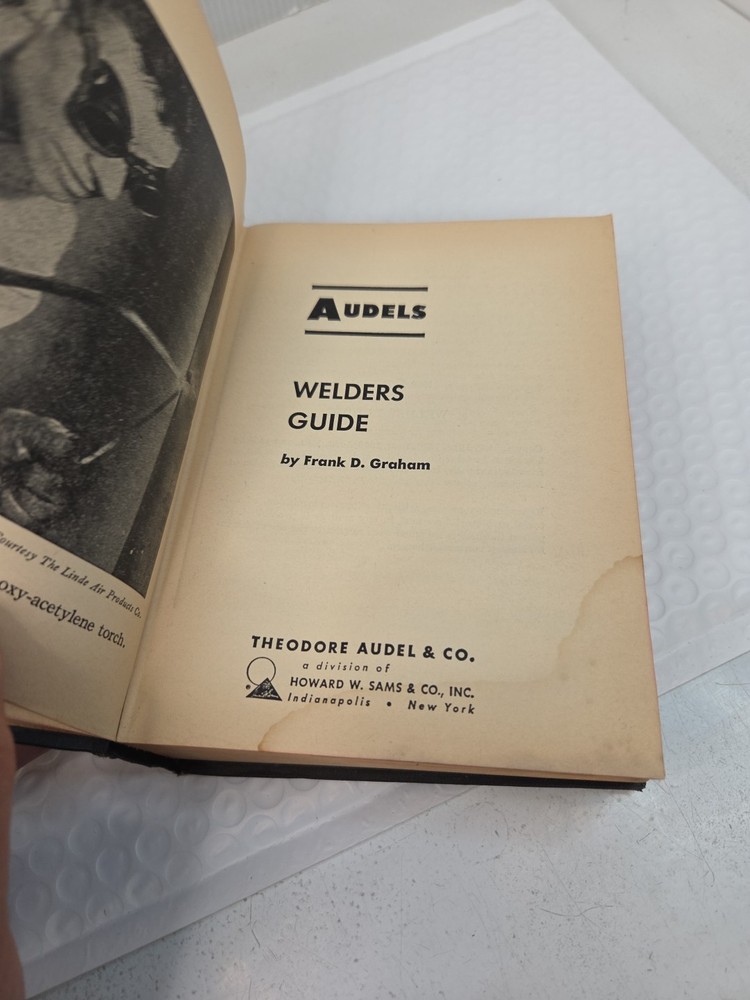 Courtesy The Linde Air Products Co.
oxy-acetylene torch.
AUDELS
WELDERS
GUIDE
by Frank D. Graham
THEODORE AUDEL & CO.
a division of
HOWARD W. SAMS & CO., INC.
Indianapolis • New York